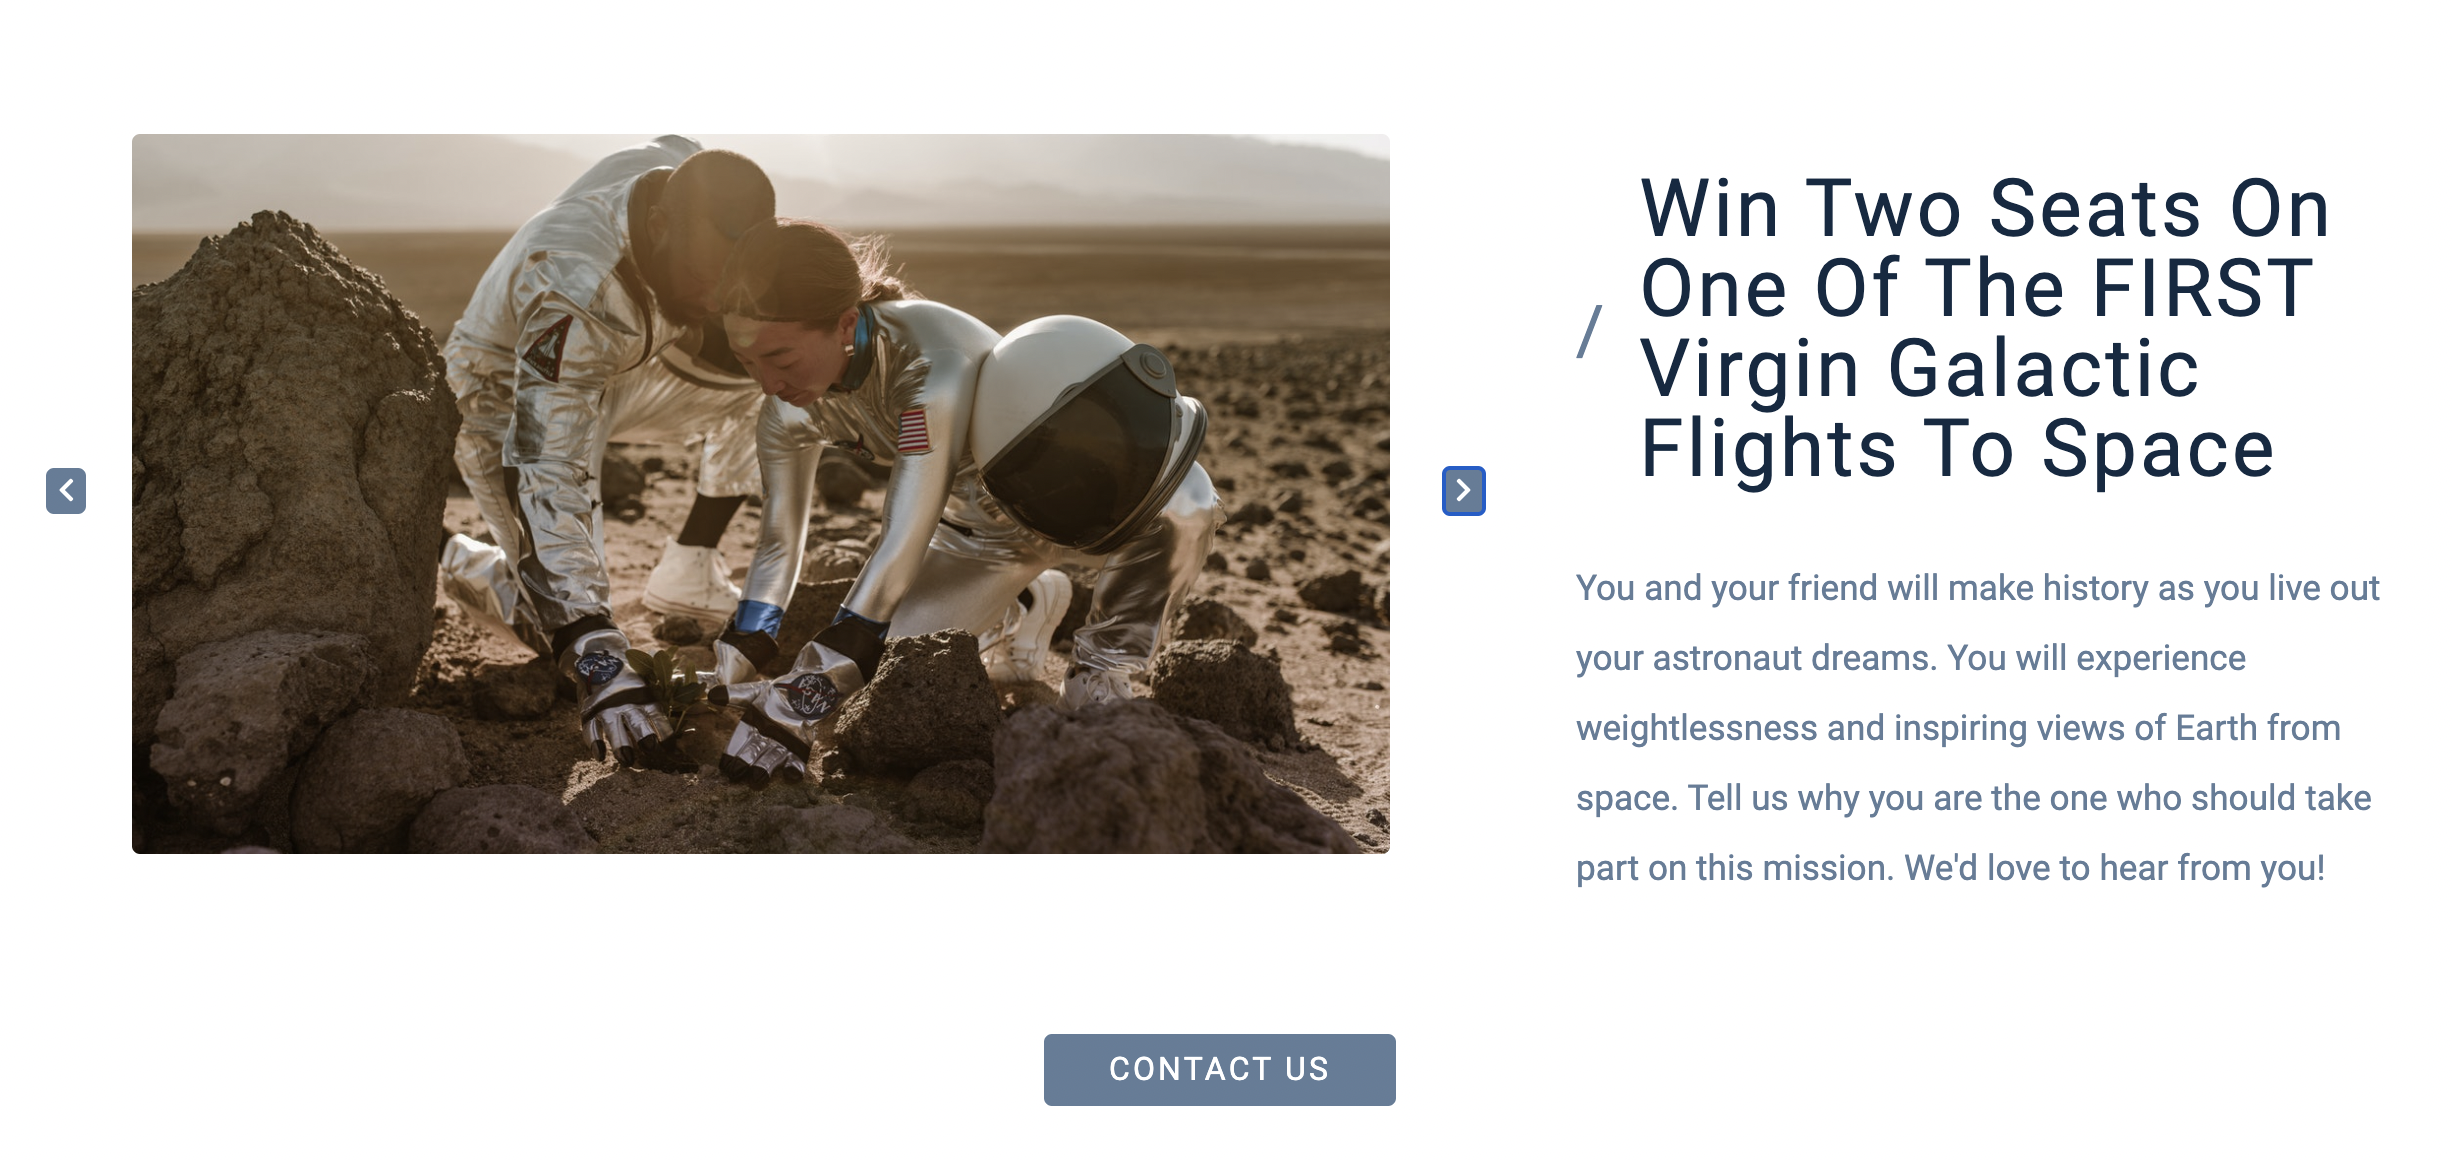 Win Two Seats On
One Of The FIRST
/
Virgin Galactic
Flights To Space
You and your friend will make history as you live out
your astronaut dreams. You will experience
weightlessness and inspiring views of Earth from
space. Tell us why you are the one who should take
part on this mission. We'd love to hear from you!
NASA
CONTACT US